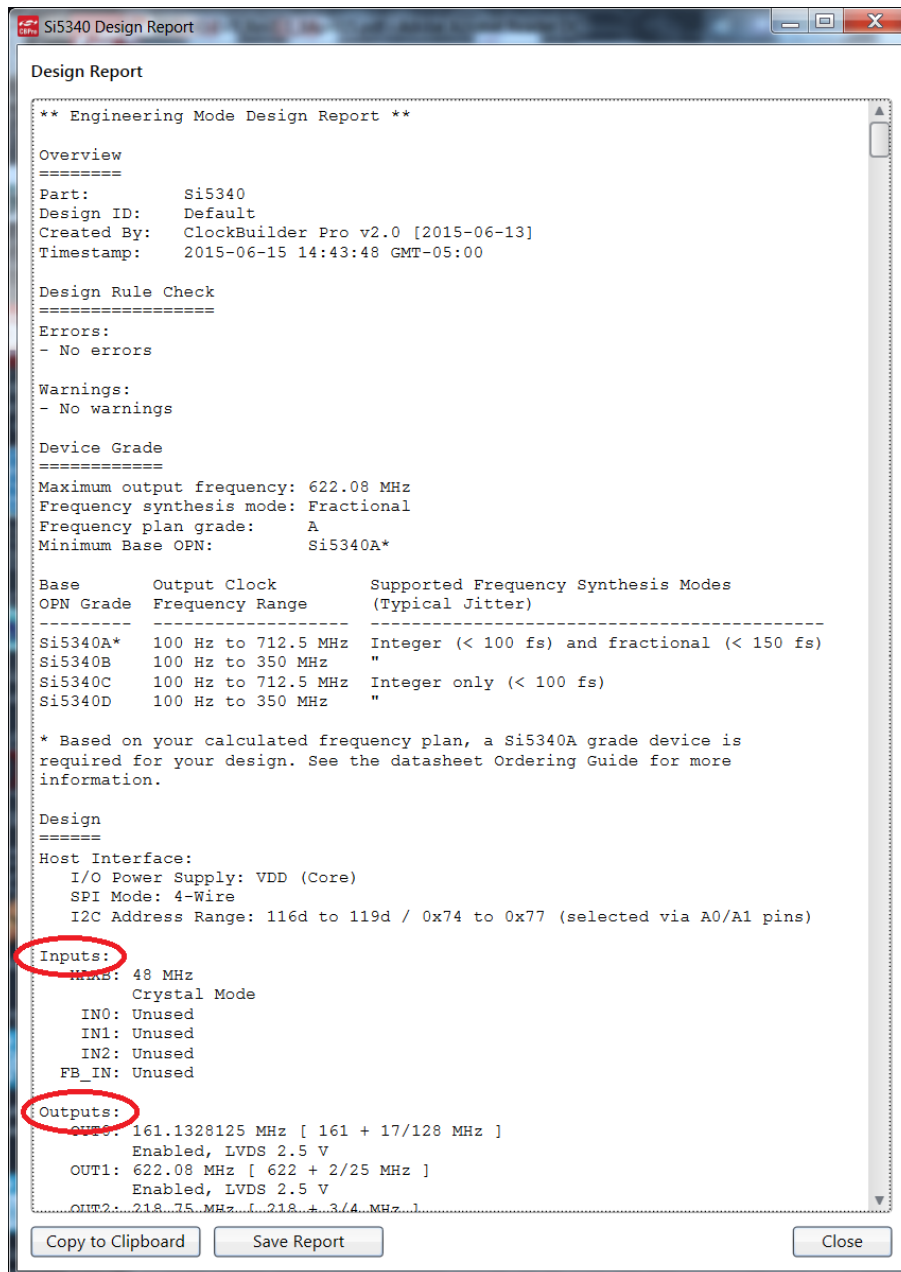 CBPro Si5340 Design Report
Design Report
** Engineering Mode Design Report **
Overview
========
Part: Si5340
Design ID: Default
Created By: ClockBuilder Pro v2.0 [2015-06-13]
Timestamp: 2015-06-15 14:43:48 GMT-05:00
Design Rule Check
=================
Errors:
- No errors
Warnings:
- No warnings
Device Grade
============
Maximum output frequency: 622.08 MHz
Frequency synthesis mode: Fractional
Frequency plan grade: A
Minimum Base OPN: Si5340A*
Base Output Clock Supported Frequency Synthesis Modes
OPN Grade Frequency Range (Typical Jitter)
--------- ------------------- --------------------------------------------
Si5340A* 100 Hz to 712.5 MHz Integer (< 100 fs) and fractional (< 150 fs)
Si5340B 100 Hz to 350 MHz "
Si5340C 100 Hz to 712.5 MHz Integer only (< 100 fs)
Si5340D 100 Hz to 350 MHz "
* Based on your calculated frequency plan, a Si5340A grade device is
required for your design. See the datasheet Ordering Guide for more
information.
Design
======
Host Interface:
I/O Power Supply: VDD (Core)
SPI Mode: 4-Wire
I2C Address Range: 116d to 119d / 0x74 to 0x77 (selected via A0/A1 pins)
Inputs:
48 MHz
Crystal Mode
IN0: Unused
IN1: Unused
IN2: Unused
FB_IN: Unused
Outputs:
OUT0: 161.1328125 MHz [ 161 + 17/128 MHz ]
Enabled, LVDS 2.5 V
OUT1: 622.08 MHz [ 622 + 2/25 MHz ]
Enabled, LVDS 2.5 V
OUT2: 218.75 MHz [ 218 + 3/4 MHz ]
Copy to Clipboard Save Report Close